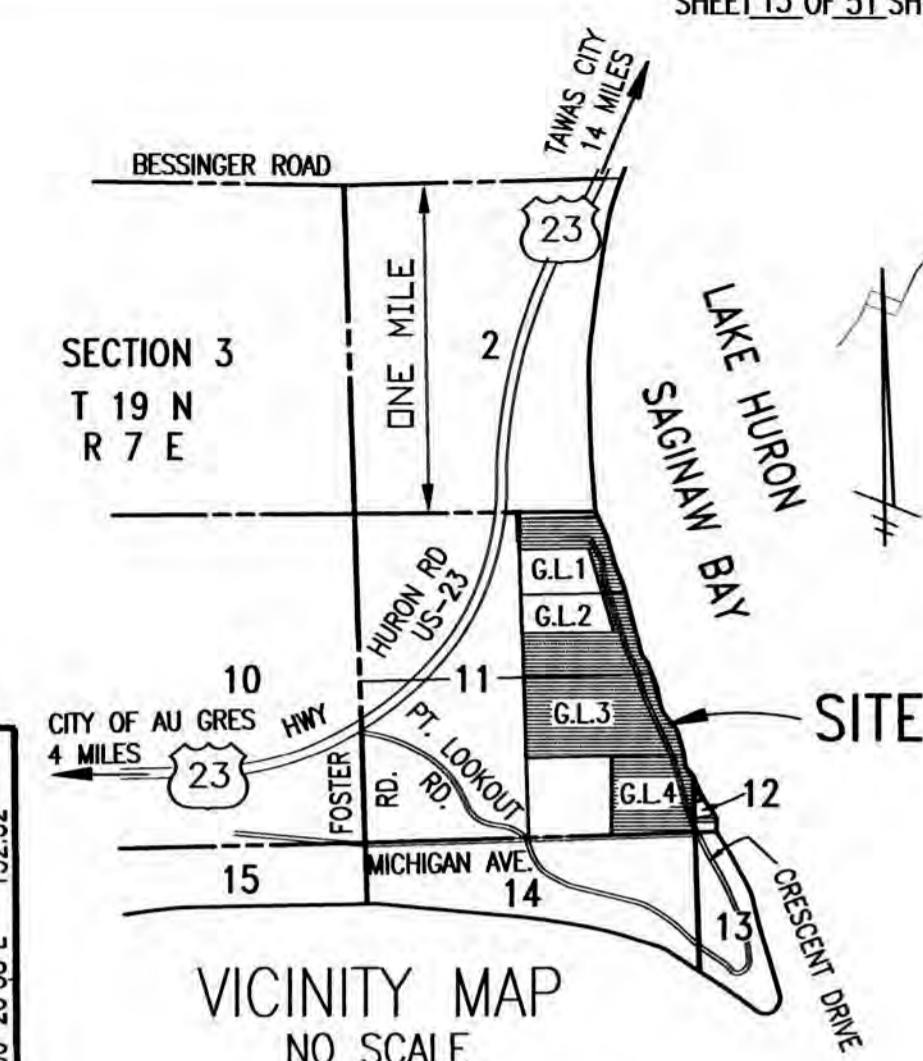 SHEET 13 OF 51
TAWAS CITY
14 MILES
BESSINGER ROAD
23
ONE MILE
2
SECTION 3
T 19 N
R 7 E
LAKE HURON
SAGINAW BAY
G.L.1
G.L.2
HURON RD
US-23
10
11
G.L.3
SITE
CITY OF AU GRES
4 MILES
HWY
23
PT. LOOKOUT
RD.
FOSTER
RD.
G.L.4
12
MICHIGAN AVE.
15
14
13
CRESCENT DRIVE
VICINITY MAP
NO SCALE